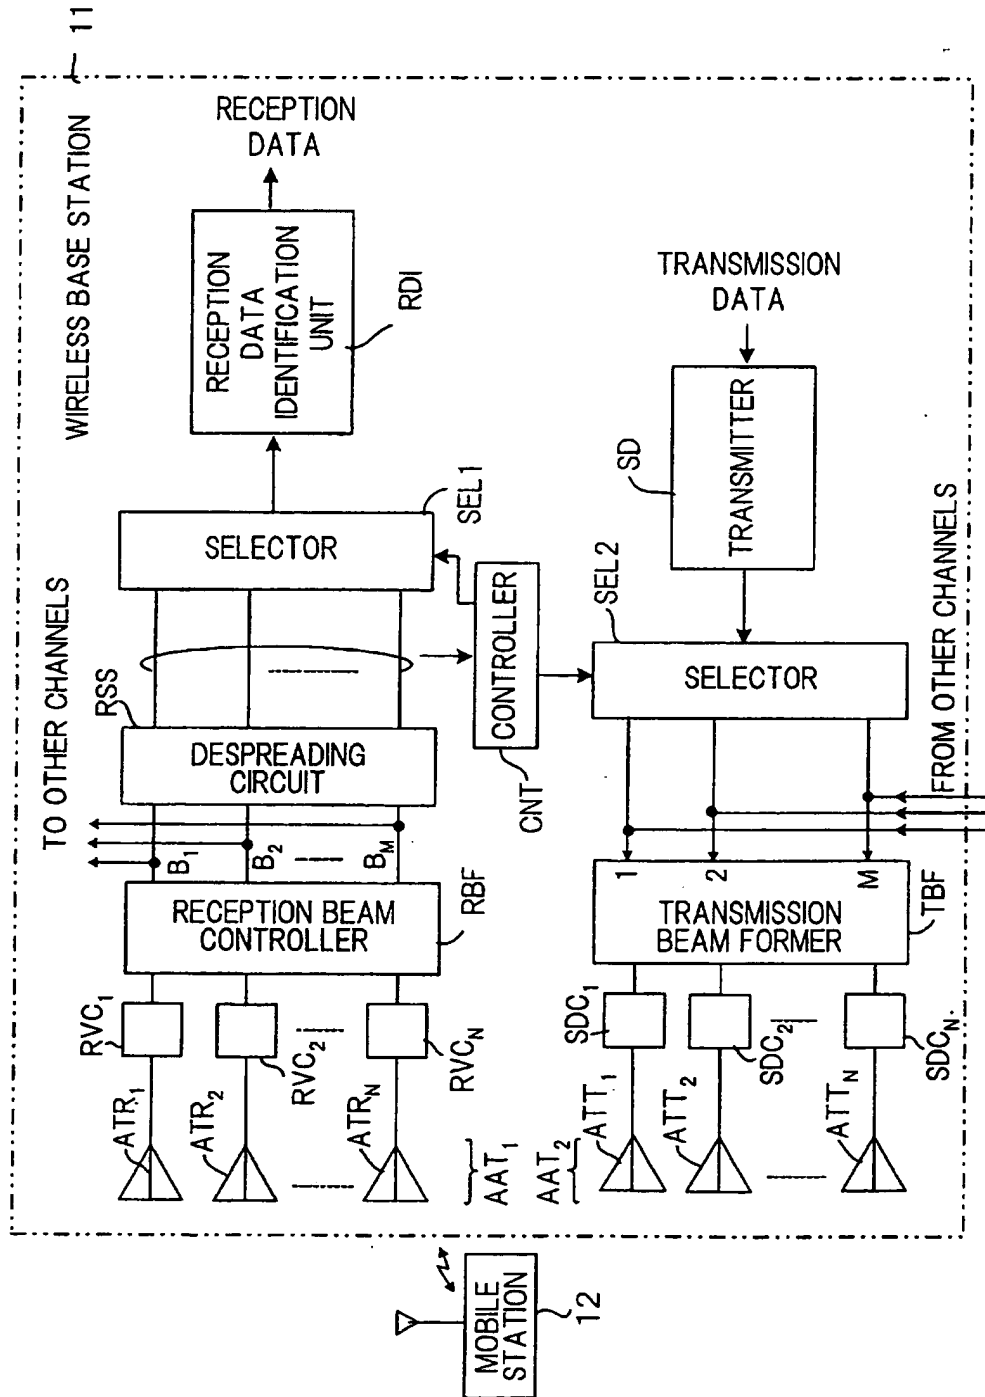 11
WIRELESS BASE STATION
TO OTHER CHANNELS
RECEPTION
DATA
RECEPTION
DATA
IDENTIFICATION
UNIT
RDI
SELECTOR
SEL1
RSS
DESPREADING
CIRCUIT
B1
B2
BM
RECEPTION BEAM
CONTROLLER
RBF
RVC1
RVC2
RVCN
ATR1
ATR2
ATRN
AAT1
CONTROLLER
CNT
TRANSMISSION
DATA
SD
TRANSMITTER
SEL2
SELECTOR
FROM OTHER CHANNELS
1
2
M
TRANSMISSION
BEAM FORMER
TBF
SDC1
SDC2
SDCN
ATT1
ATT2
ATTN
AAT2
MOBILE
STATION
12